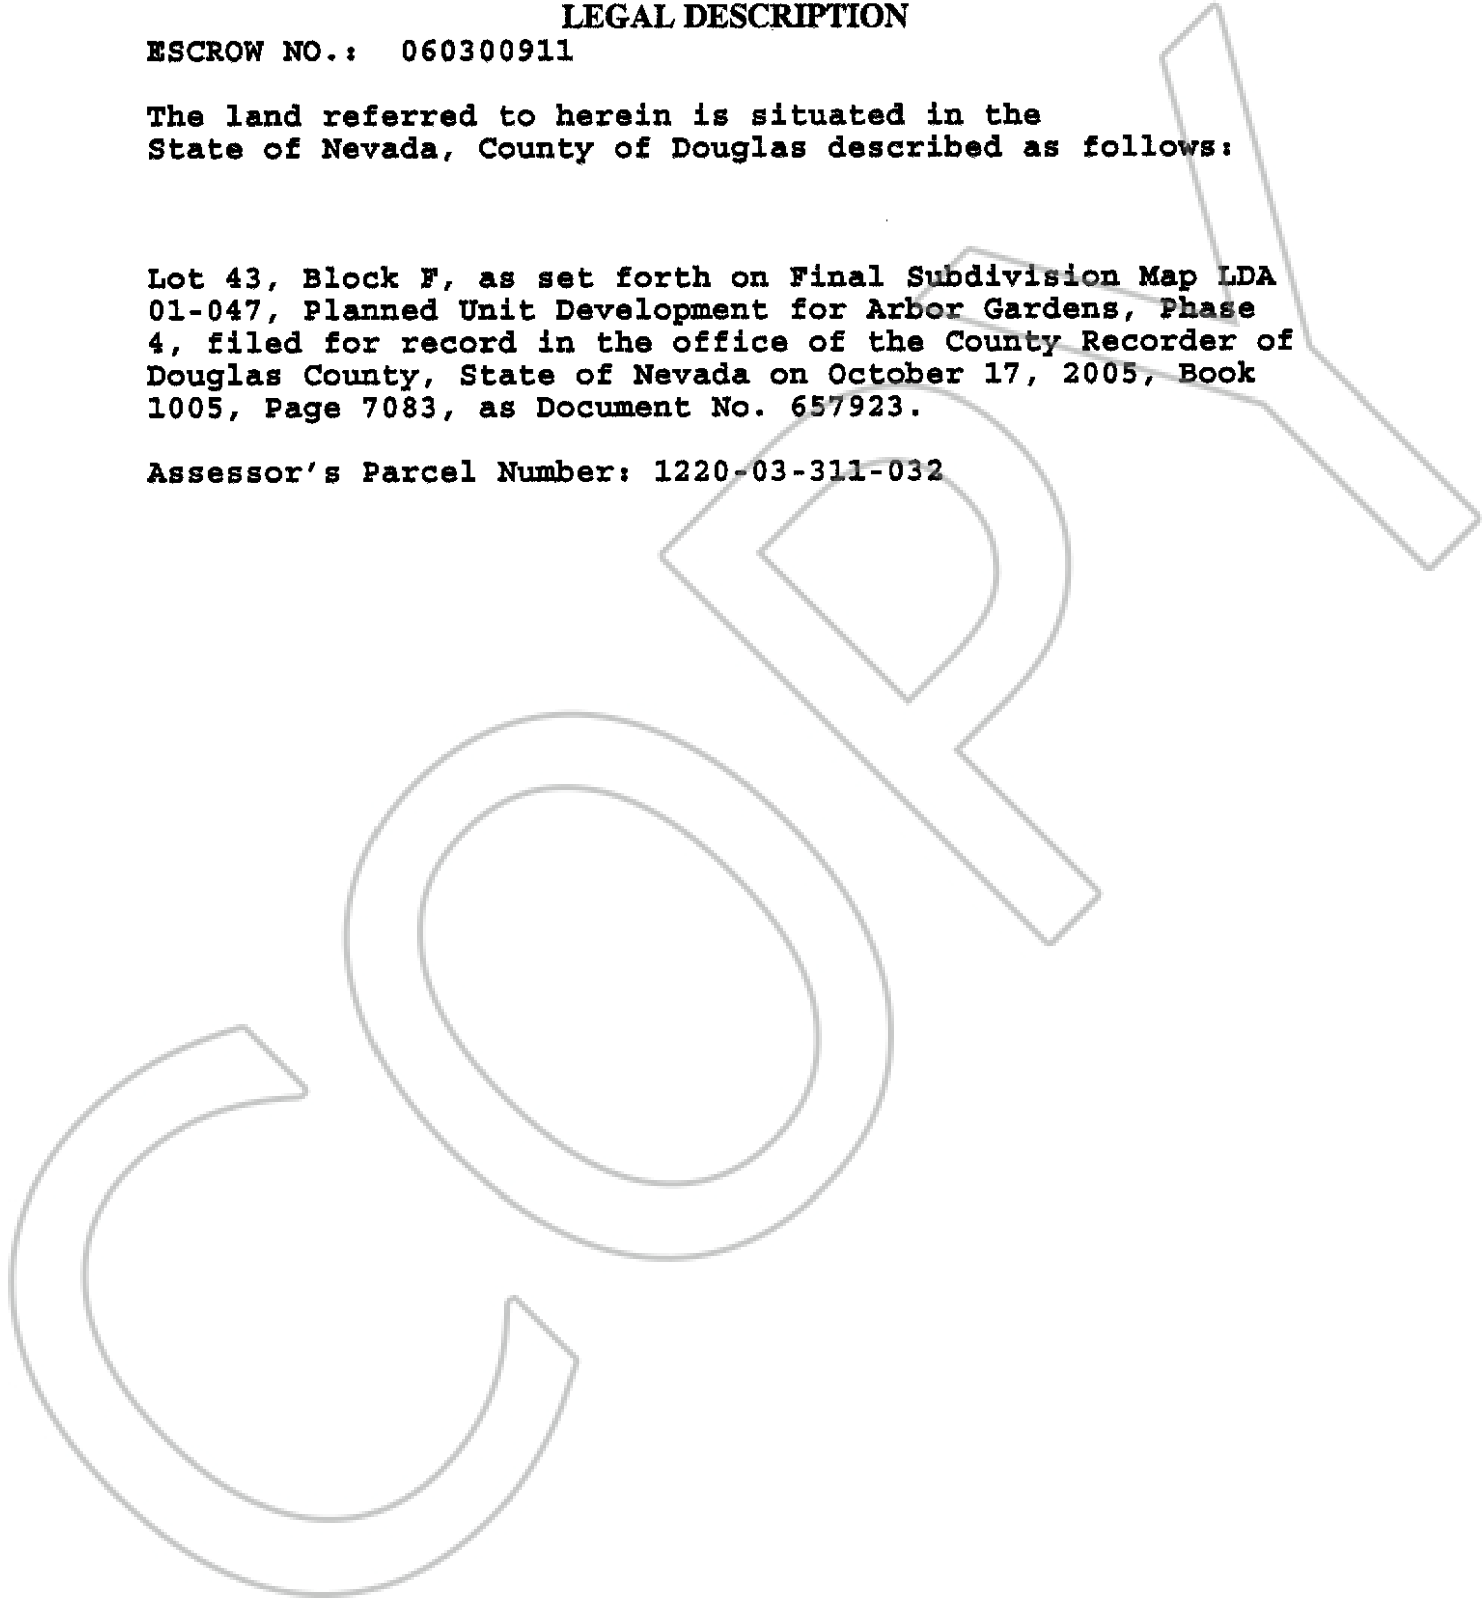 LEGAL DESCRIPTION
ESCROW NO.: 060300911
The land referred to herein is situated in the
State of Nevada, County of Douglas described as follows:
Lot 43, Block F, as set forth on Final Subdivision Map LDA
01-047, Planned Unit Development for Arbor Gardens, Phase
4, filed for record in the office of the County Recorder of
Douglas County, State of Nevada on October 17, 2005, Book
1005, Page 7083, as Document No. 657923.
Assessor's Parcel Number: 1220-03-311-032
COPY